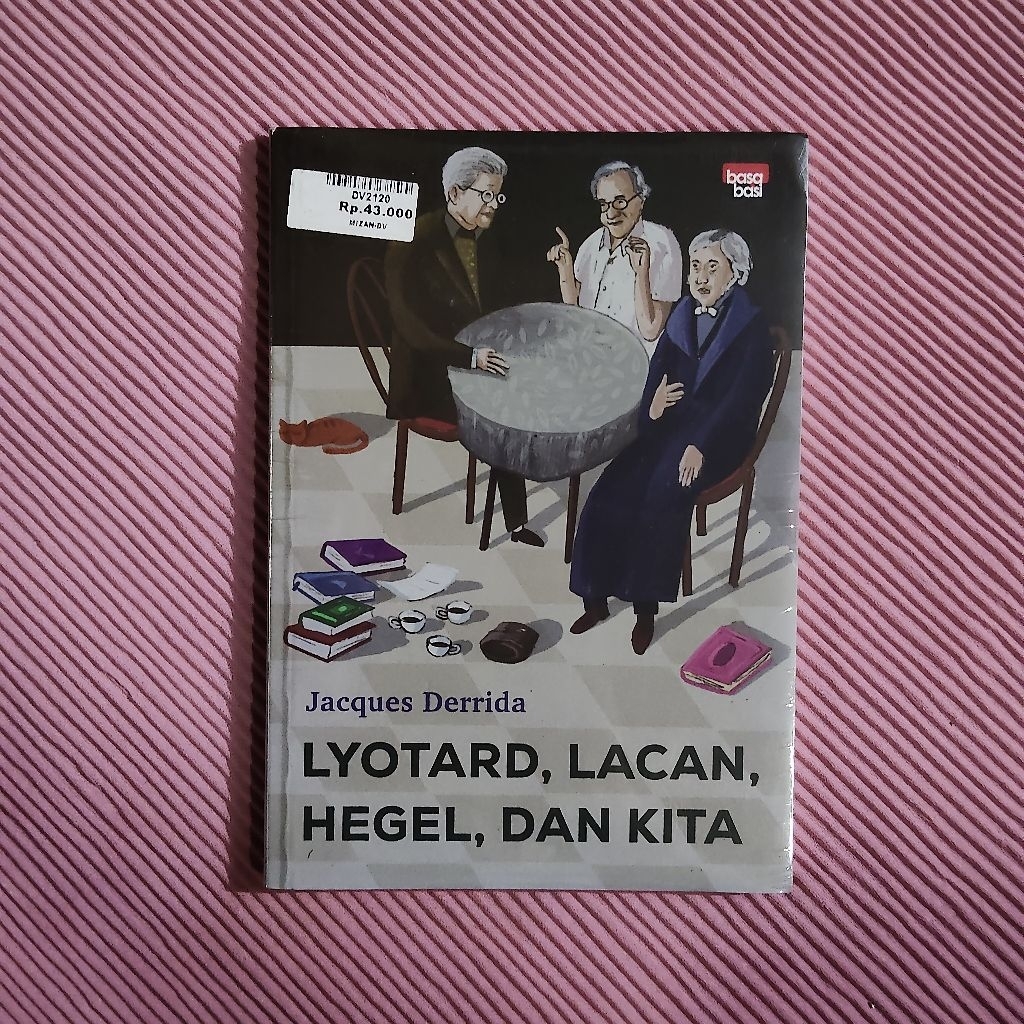 DV2120
Rp.43.000
MIZAN-DV
basa
basi
Jacques Derrida
LYOTARD, LACAN,
HEGEL, DAN KITA